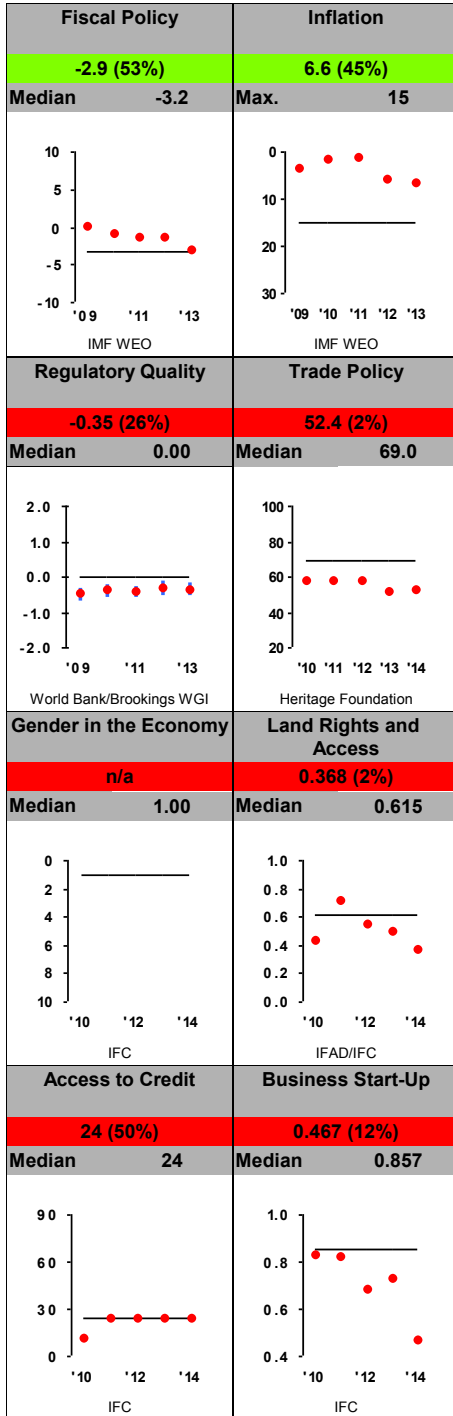 Fiscal Policy
-2.9 (53%)
Median -3.2
10
5
0
-5
-10
'09 '11 '13
IMF WEO
Inflation
6.6 (45%)
Max. 15
0
10
20
30
'09 '10 '11 '12 '13
IMF WEO
Regulatory Quality
-0.35 (26%)
Median 0.00
2.0
1.0
0.0
-1.0
-2.0
'09 '11 '13
World Bank/Brookings WGI
Trade Policy
52.4 (2%)
Median 69.0
100
80
60
40
20
'10 '11 '12 '13 '14
Heritage Foundation
Gender in the Economy
n/a
Median 1.00
0
2
4
6
8
10
'10 '12 '14
IFC
Land Rights and
Access
0.368 (2%)
Median 0.615
1.0
0.8
0.6
0.4
0.2
0.0
'10 '12 '14
IFAD/IFC
Access to Credit
24 (50%)
Median 24
90
60
30
0
'10 '12 '14
IFC
Business Start-Up
0.467 (12%)
Median 0.857
1.0
0.8
0.6
0.4
'10 '12 '14
IFC